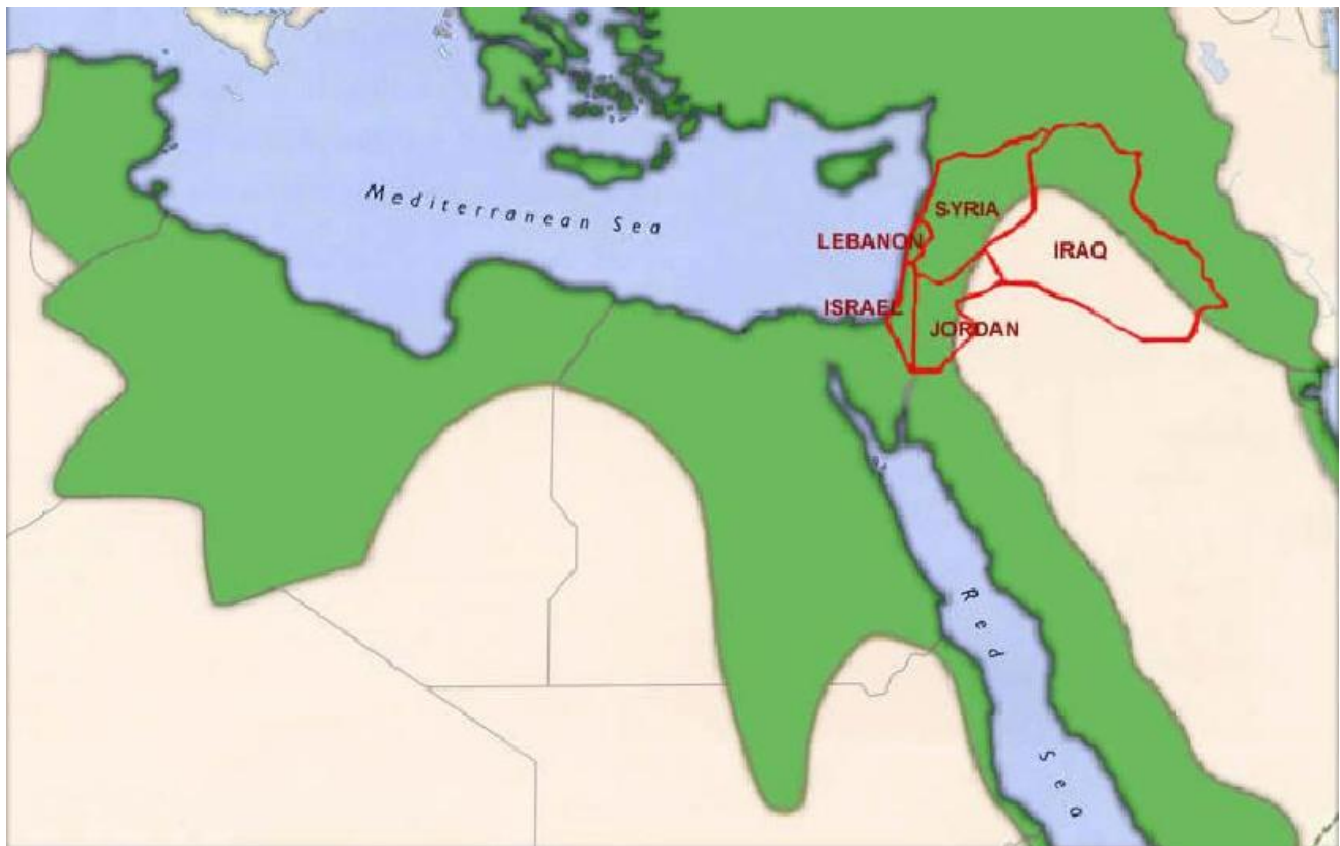 Mediterranean Sea
SYRIA
LEBANON
IRAQ
ISRAEL
JORDAN
Red
Sea